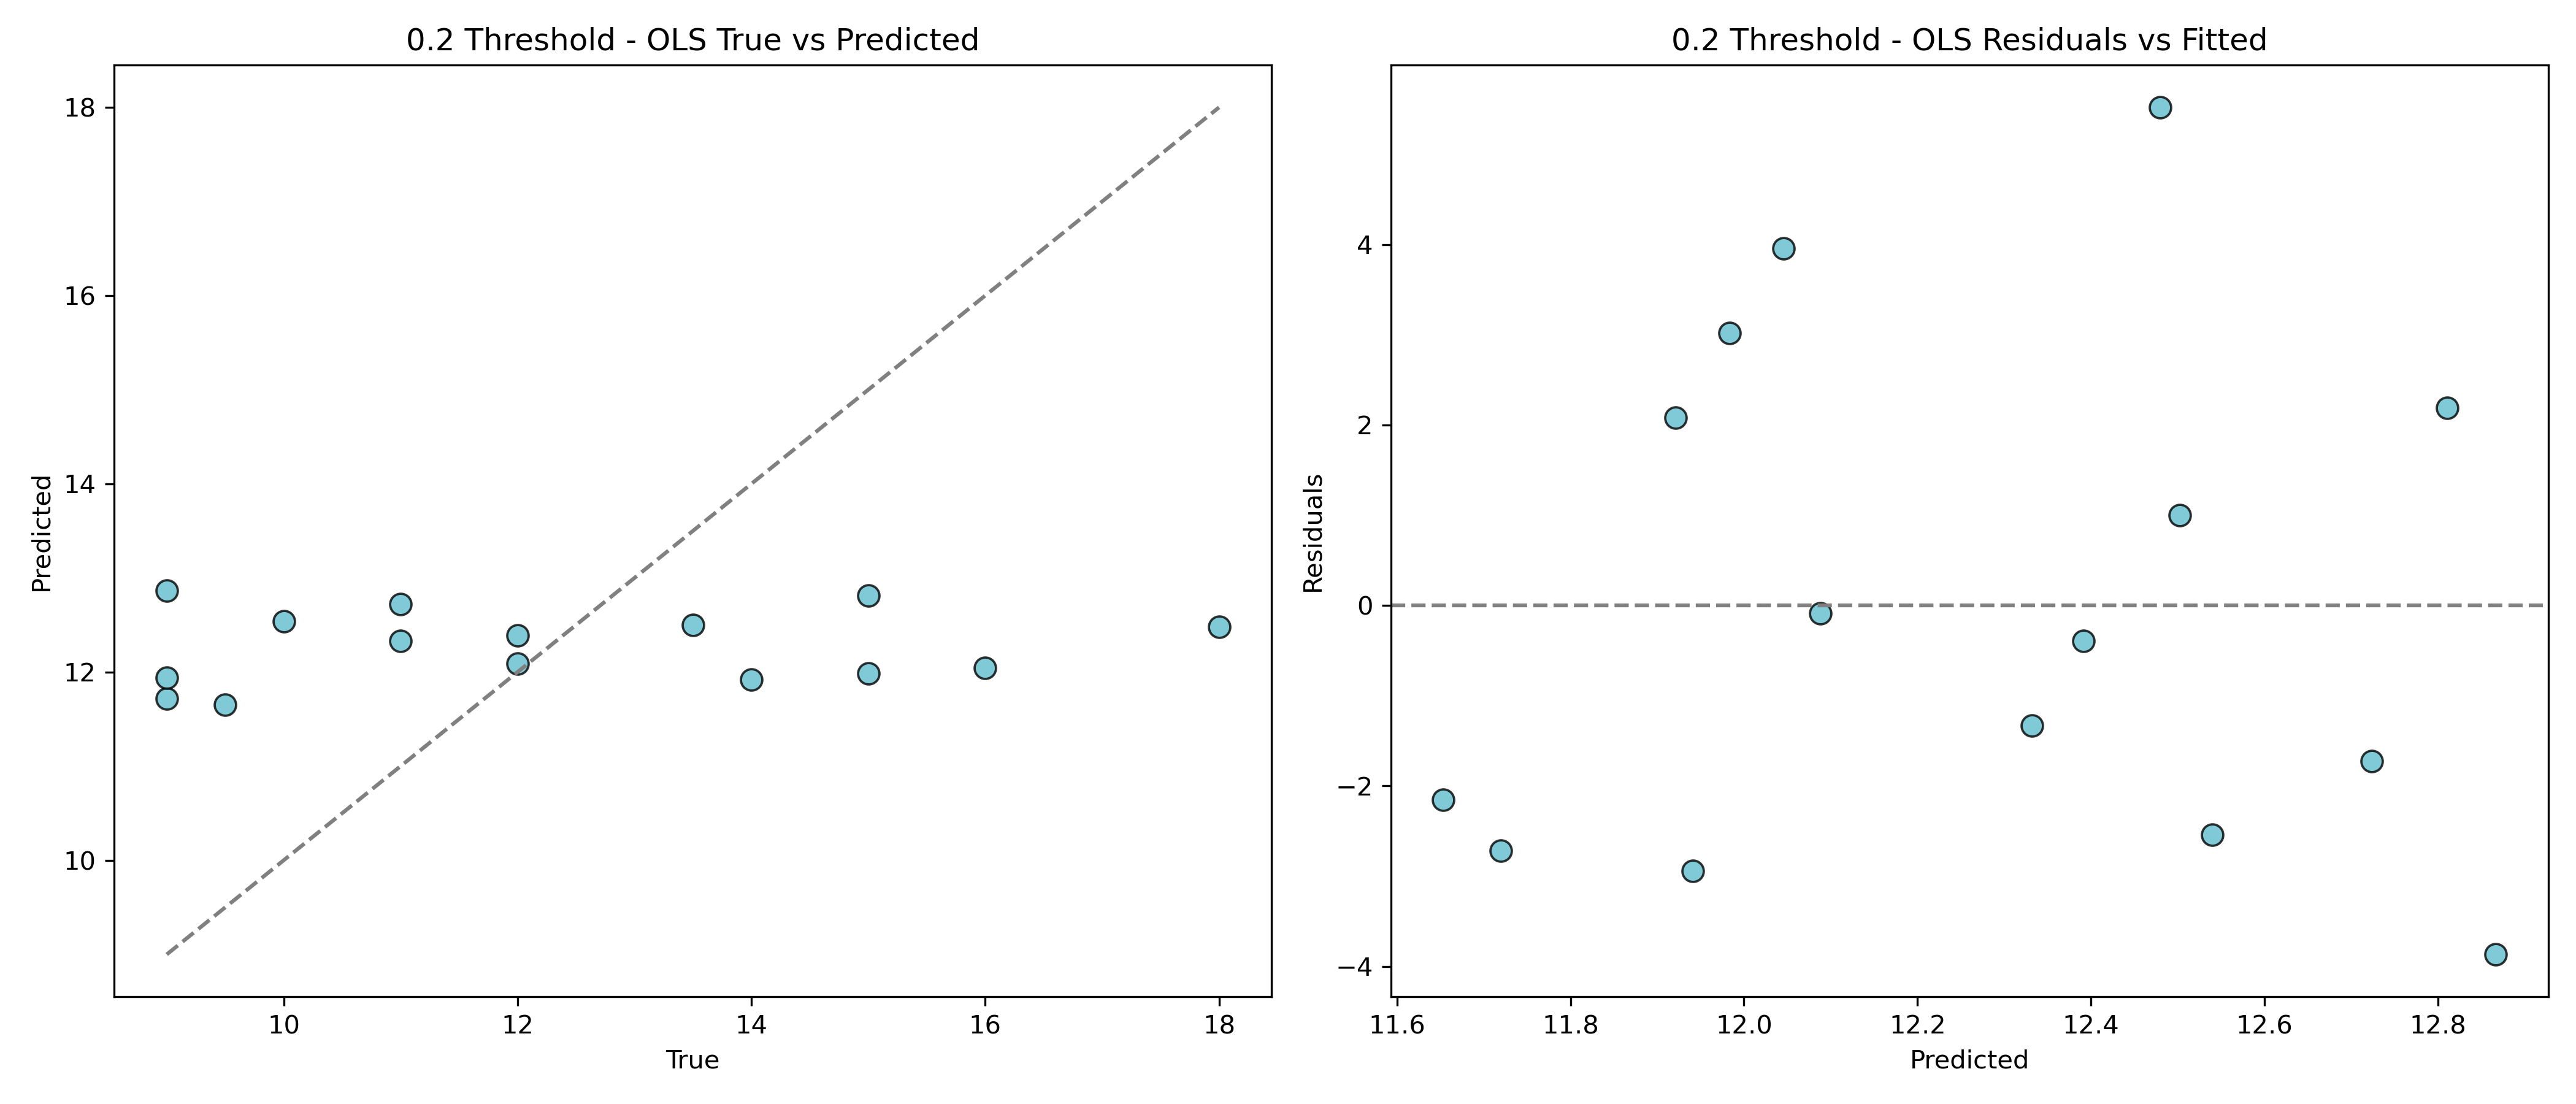 0.2 Threshold - OLS True vs Predicted
18
16
14
12
10
Predicted
10 12 14 16 18
True
0.2 Threshold - OLS Residuals vs Fitted
4
2
0
−2
−4
Residuals
11.6 11.8 12.0 12.2 12.4 12.6 12.8
Predicted